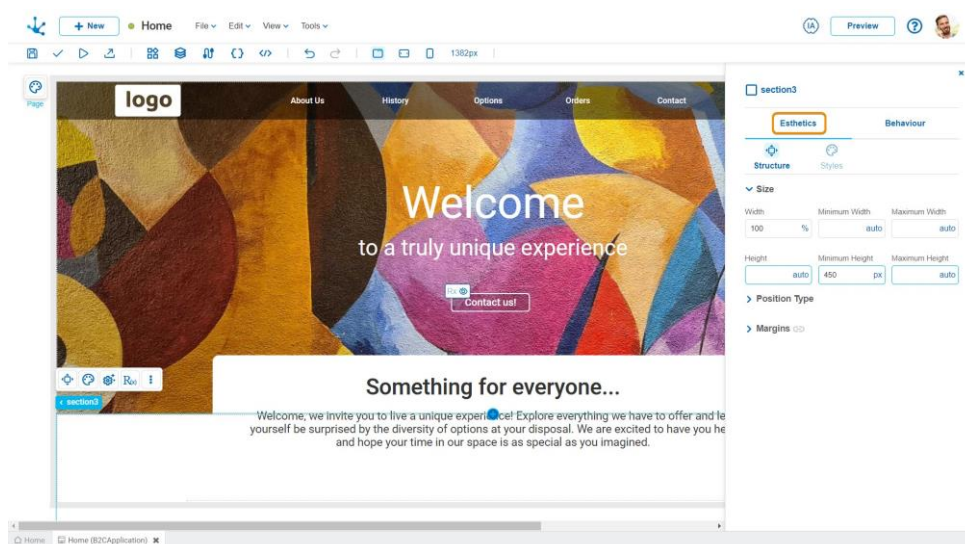 + New
Home
File Edit View Tools
IA
Preview
?
1382px
Page
logo
About Us History Options Orders Contact
Welcome
to a truly unique experience
Rx
Contact us!
Something for everyone...
R(x)
section3
Welcome, we invite you to live a unique experience! Explore everything we have to offer and le
yourself be surprised by the diversity of options at your disposal. We are excited to have you he
and hope your time in our space is as special as you imagined.
section3
Esthetics Behaviour
Structure Styles
Size
Width Minimum Width Maximum Width
100 % auto auto
Height Minimum Height Maximum Height
auto 450 px auto
Position Type
Margins
Home Home (B2CApplication)